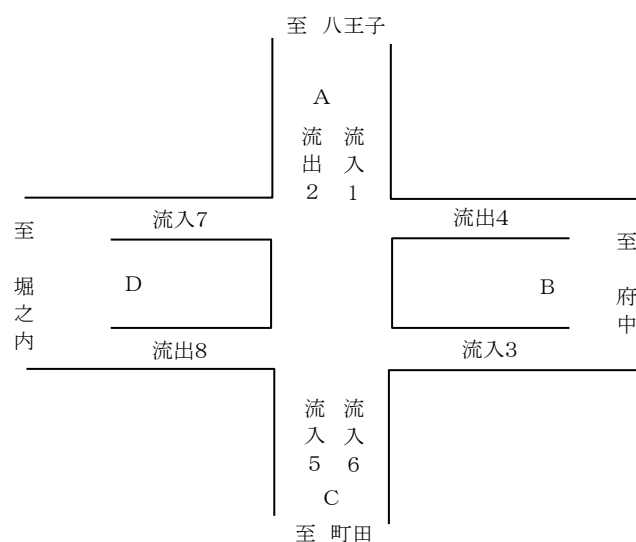 至 八王子
A
流出2
流入1
流入7
流出4
至 堀之内
D
B
至 府中
流出8
流入3
流入5
流入6
C
至 町田